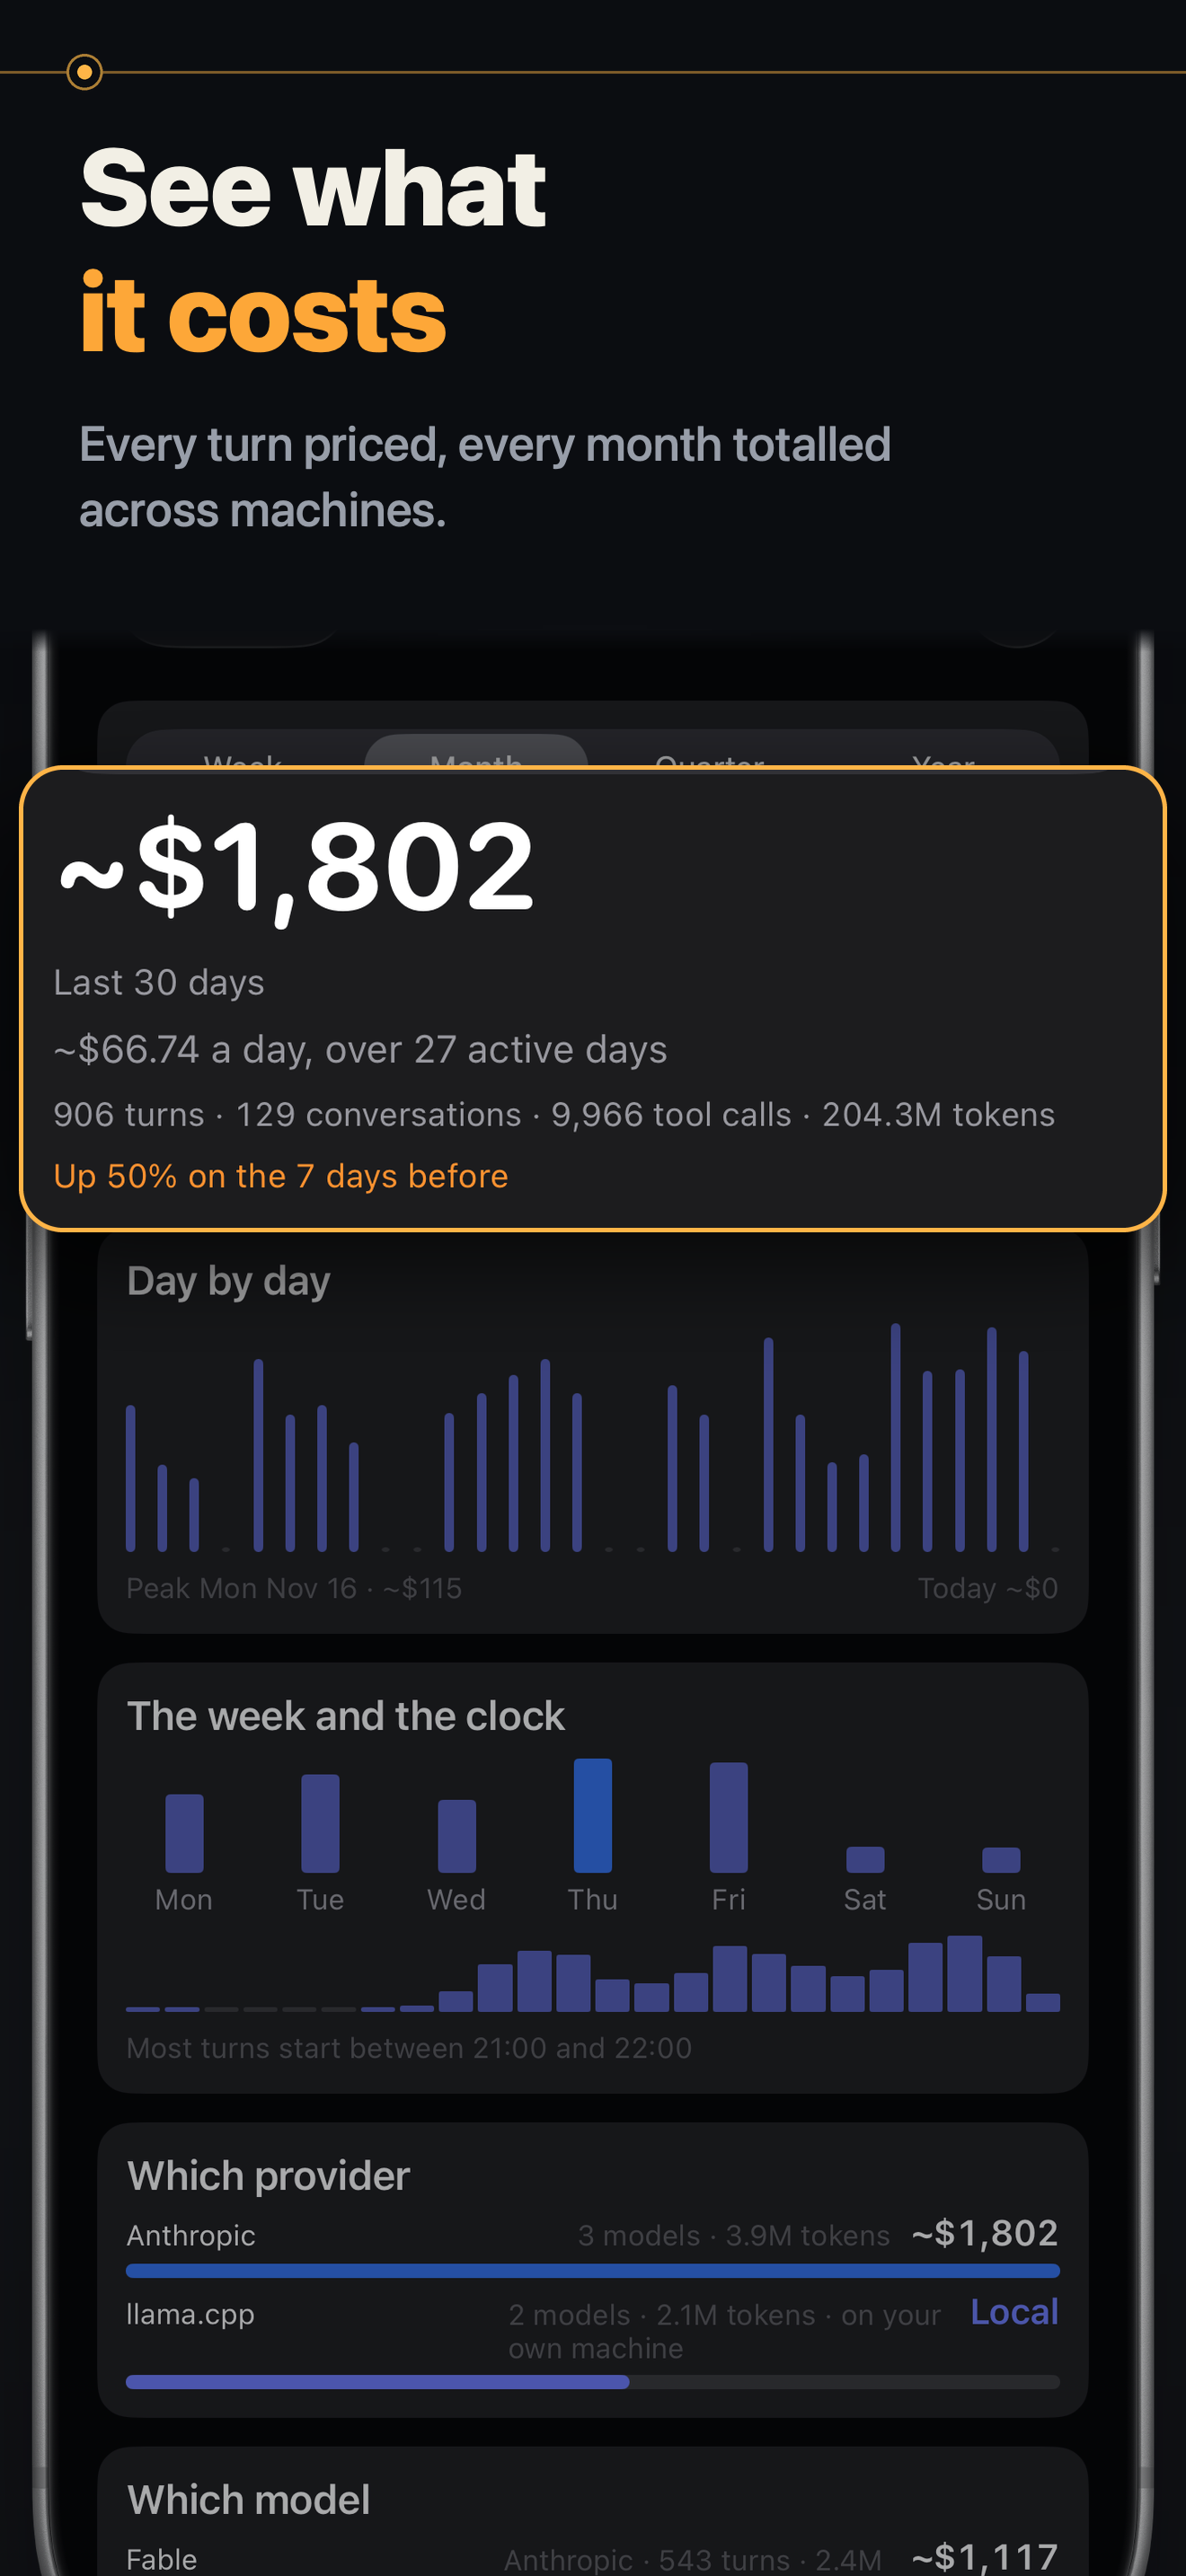 See what
it costs
Every turn priced, every month totalled
across machines.
Week Month Quarter Year
~$1,802
Last 30 days
~$66.74 a day, over 27 active days
906 turns · 129 conversations · 9,966 tool calls · 204.3M tokens
Up 50% on the 7 days before
Day by day
Peak Mon Nov 16 · ~$115 Today ~$0
The week and the clock
Mon Tue Wed Thu Fri Sat Sun
Most turns start between 21:00 and 22:00
Which provider
Anthropic 3 models · 3.9M tokens ~$1,802
llama.cpp 2 models · 2.1M tokens · on your Local
own machine
Which model
Fable Anthropic · 543 turns · 2.4M ~$1,117